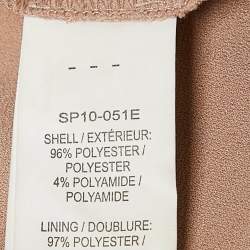 - - -
SP10-051E
SHELL / EXTÉRIEUR:
96% POLYESTER /
POLYESTER
4% POLYAMIDE /
POLYAMIDE
LINING / DOUBLURE:
97% POLYESTER /